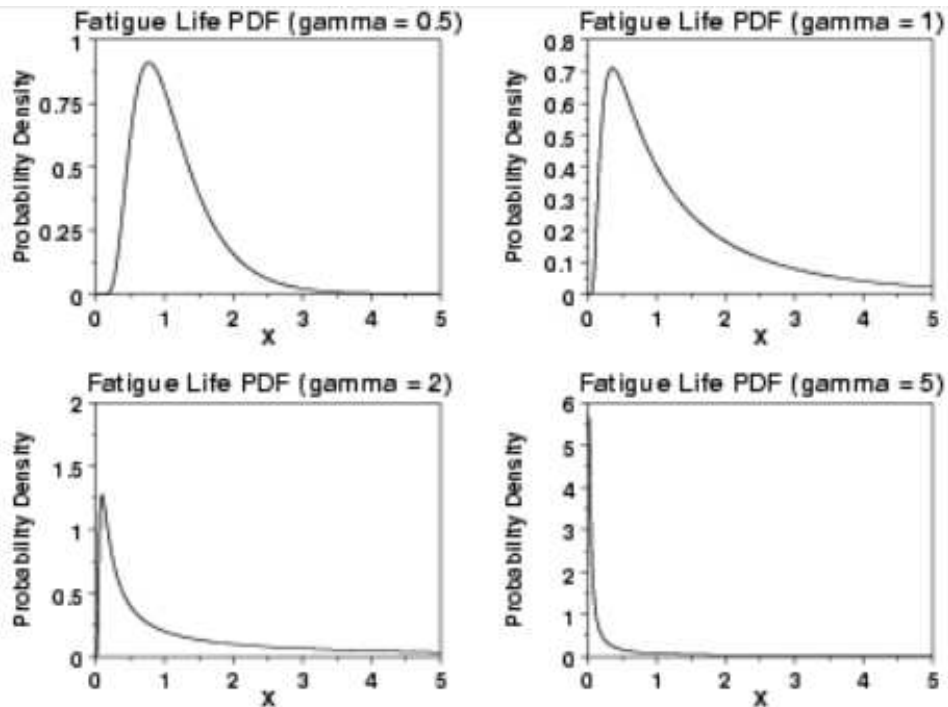 Fatigue Life PDF (gamma = 0.5)
Probability Density
1
0.75
0.5
0.25
0
0 1 2 3 4 5
X
Fatigue Life PDF (gamma = 1)
Probability Density
0.8
0.7
0.6
0.5
0.4
0.3
0.2
0.1
0
0 1 2 3 4 5
X
Fatigue Life PDF (gamma = 2)
Probability Density
2
1.5
1
0.5
0
0 1 2 3 4 5
X
Fatigue Life PDF (gamma = 5)
Probability Density
6
5
4
3
2
1
0
0 1 2 3 4 5
X